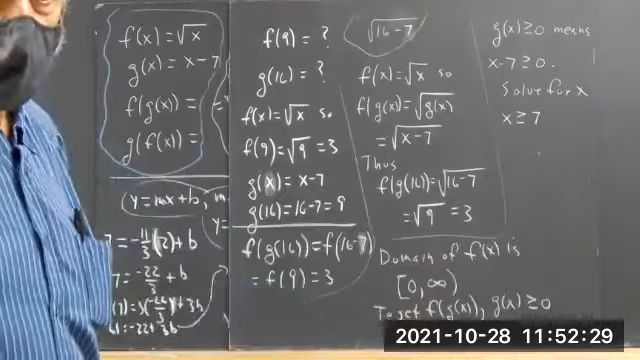 f(x) = √x
g(x) = x - 7
f(g(x)) =
g(f(x)) =
y = mx + b,
7 = -11/3(2) + b
7 = -22/3 + b
f(9) = ?
g(16) = ?
f(x) = √x so
f(9) = √9 = 3
g(x) = x - 7
g(16) = 16 - 7 = 9
f(g(16)) = f(16-7)
= f(9) = 3
√16-7
f(x) = √x so
f(g(x)) = √g(x)
= √x-7
Thus
f(g(16)) = √16-7
= √9 = 3
Domain of f(x) is
[0, ∞)
To get f(g(x)), g(x) ≥ 0
g(x) ≥ 0 means
x-7 ≥ 0.
Solve for x
x ≥ 7
2021-10-28 11:52:29